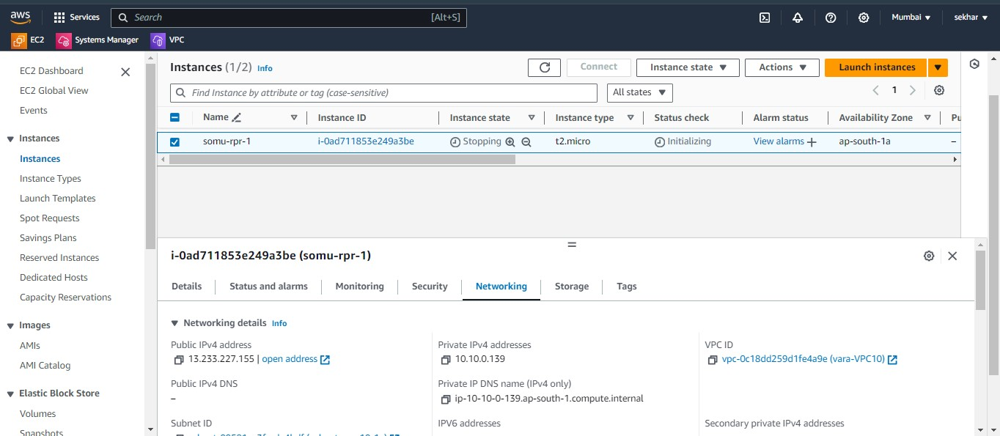 aws Services Search [Alt+S] Mumbai sekhar
EC2 Systems Manager VPC
EC2 Dashboard
EC2 Global View
Events
Instances
Instances
Instance Types
Launch Templates
Spot Requests
Savings Plans
Reserved Instances
Dedicated Hosts
Capacity Reservations
Images
AMIs
AMI Catalog
Elastic Block Store
Volumes
Snapshots
Instances (1/2) Info Connect Instance state Actions Launch instances
Find Instance by attribute or tag (case-sensitive) All states 1
Name Instance ID Instance state Instance type Status check Alarm status Availability Zone Pu
somu-rpr-1 i-0ad711853e249a3be Stopping t2.micro Initializing View alarms + ap-south-1a –
i-0ad711853e249a3be (somu-rpr-1)
Details Status and alarms Monitoring Security Networking Storage Tags
Networking details Info
Public IPv4 address Private IPv4 addresses VPC ID
13.233.227.155 | open address 10.10.0.139 vpc-0c18dd259d1fe4a9e (vara-VPC10)
Public IPv4 DNS Private IP DNS name (IPv4 only)
– ip-10-10-0-139.ap-south-1.compute.internal
Subnet ID IPV6 addresses Secondary private IPv4 addresses